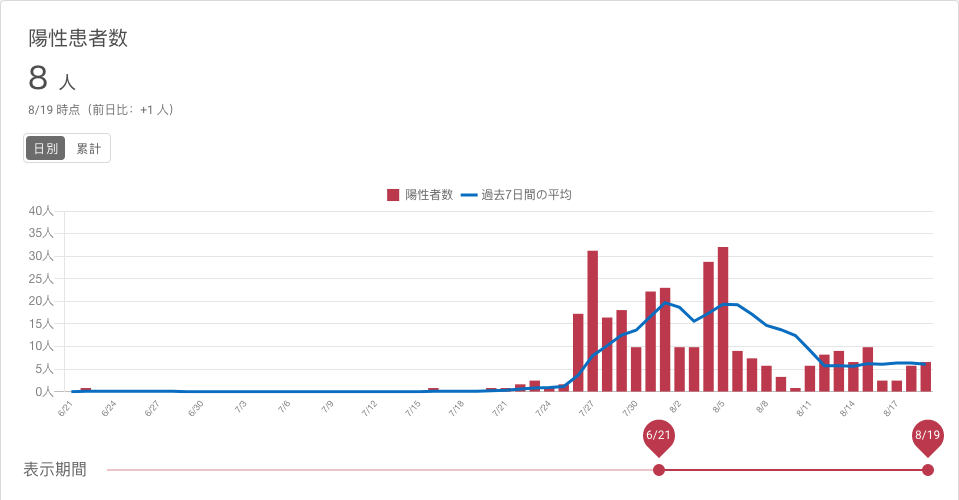 陽性患者数
8 人
8/19 時点（前日比：+1 人）
日別 累計
陽性者数 過去7日間の平均
40人
35人
30人
25人
20人
15人
10人
5人
0人
6/21 6/24 6/27 6/30 7/3 7/6 7/9 7/12 7/15 7/18 7/21 7/24 7/27 7/30 8/2 8/5 8/8 8/11 8/14 8/17
6/21 8/19
表示期間